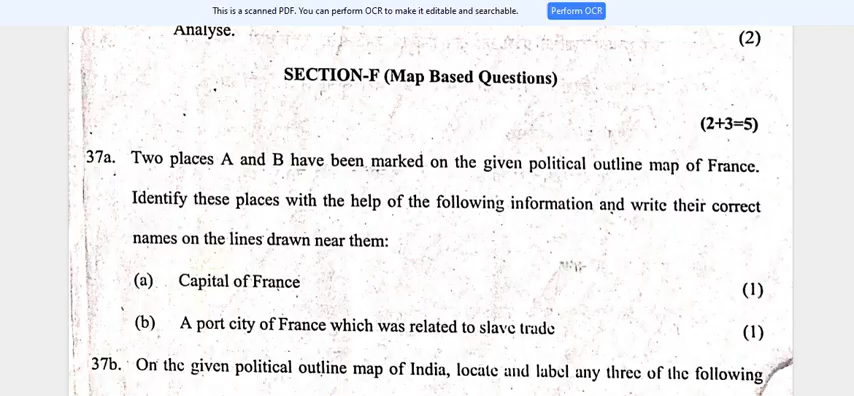 This is a scanned PDF. You can perform OCR to make it editable and searchable. Perform OCR
Analyse. (2)
SECTION-F (Map Based Questions)
(2+3=5)
37a. Two places A and B have been marked on the given political outline map of France.
Identify these places with the help of the following information and write their correct
names on the lines drawn near them:
(a) Capital of France (1)
(b) A port city of France which was related to slave trade (1)
37b. On the given political outline map of India, locate and label any three of the following